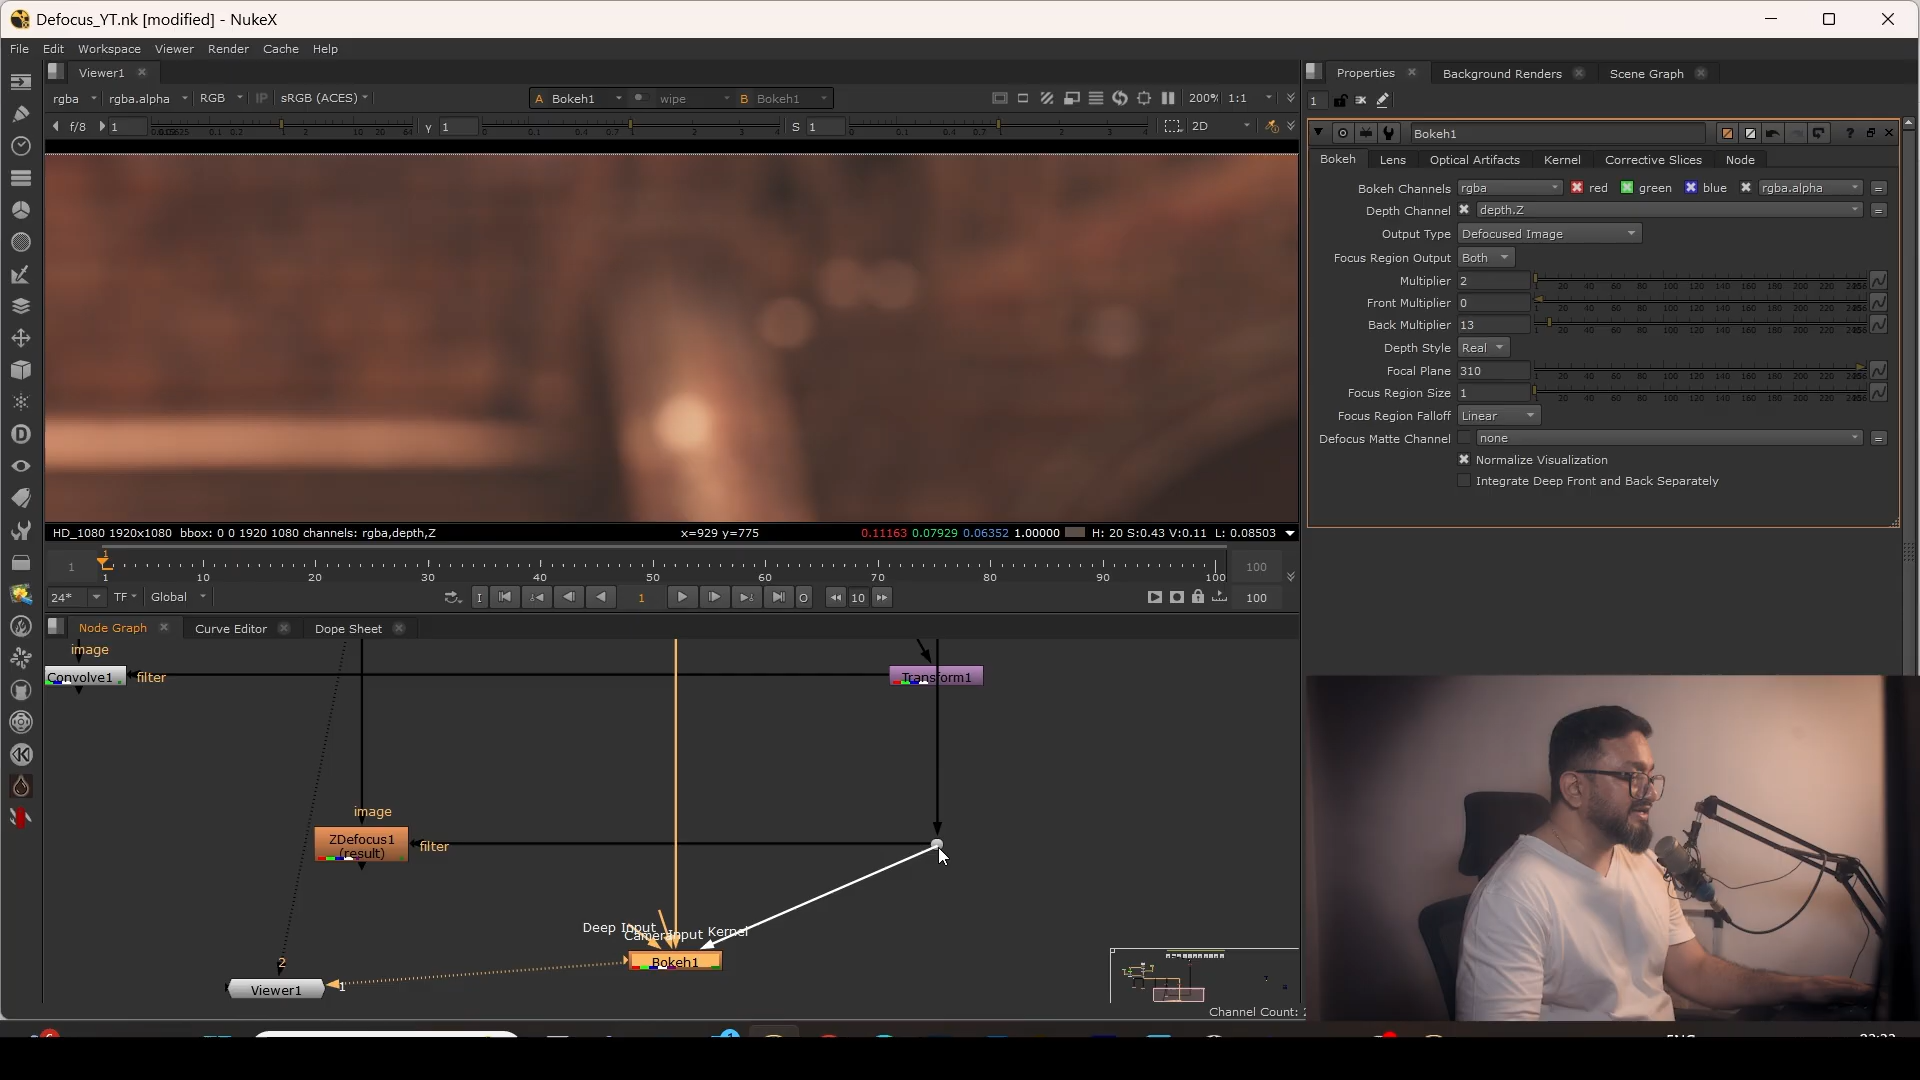 Defocus_YT.nk [modified] - NukeX
File Edit Workspace Viewer Render Cache Help
Viewer1
rgba rgba.alpha RGB IP sRGB (ACES) A Bokeh1 wipe B Bokeh1 200% 1:1
f/8 1 Y 1 S 1 2D
HD_1080 1920x1080 bbox: 0 0 1920 1080 channels: rgba,depth,Z x=929 y=775 0.11163 0.07929 0.06352 1.00000 H: 20 S:0.43 V:0.11 L: 0.08503
1
1 100
1 10 20 30 40 50 60 70 80 90 100
24* TF Global I 1 O 10 100
Node Graph Curve Editor Dope Sheet
image
Convolve1 filter Transform1
image
ZDefocus1
(result)
filter
Deep Input Camera Input Kernel
Bokeh1
2
Viewer1 1
Channel Count:
Properties Background Renders Scene Graph
1
Bokeh1
Bokeh Lens Optical Artifacts Kernel Corrective Slices Node
Bokeh Channels rgba red green blue rgba.alpha =
Depth Channel depth.Z =
Output Type Defocused Image
Focus Region Output Both
Multiplier 2
Front Multiplier 0
Back Multiplier 13
Depth Style Real
Focal Plane 310
Focus Region Size 1
Focus Region Falloff Linear
Defocus Matte Channel none =
Normalize Visualization
Integrate Deep Front and Back Separately